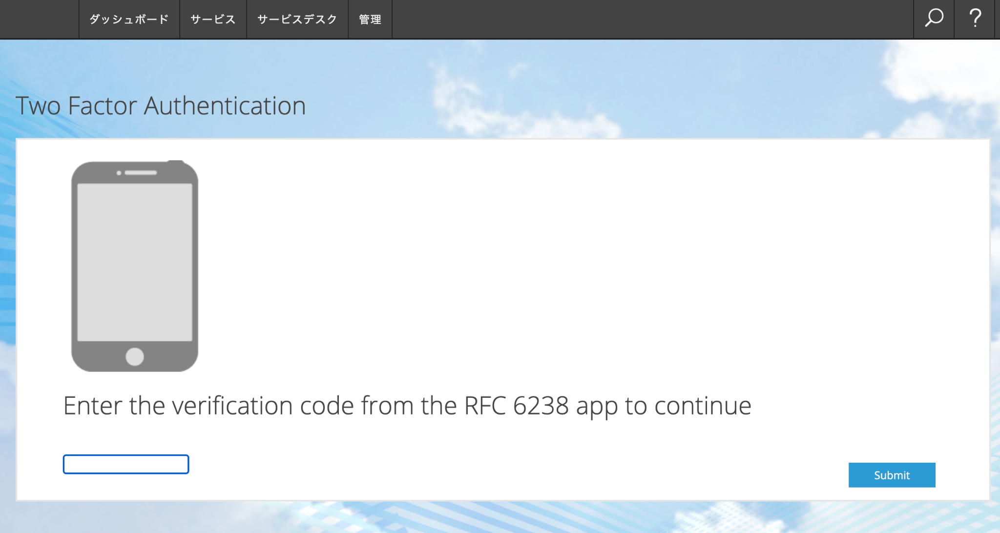 ダッシュボード サービス サービスデスク 管理 ?
Two Factor Authentication
Enter the verification code from the RFC 6238 app to continue
Submit